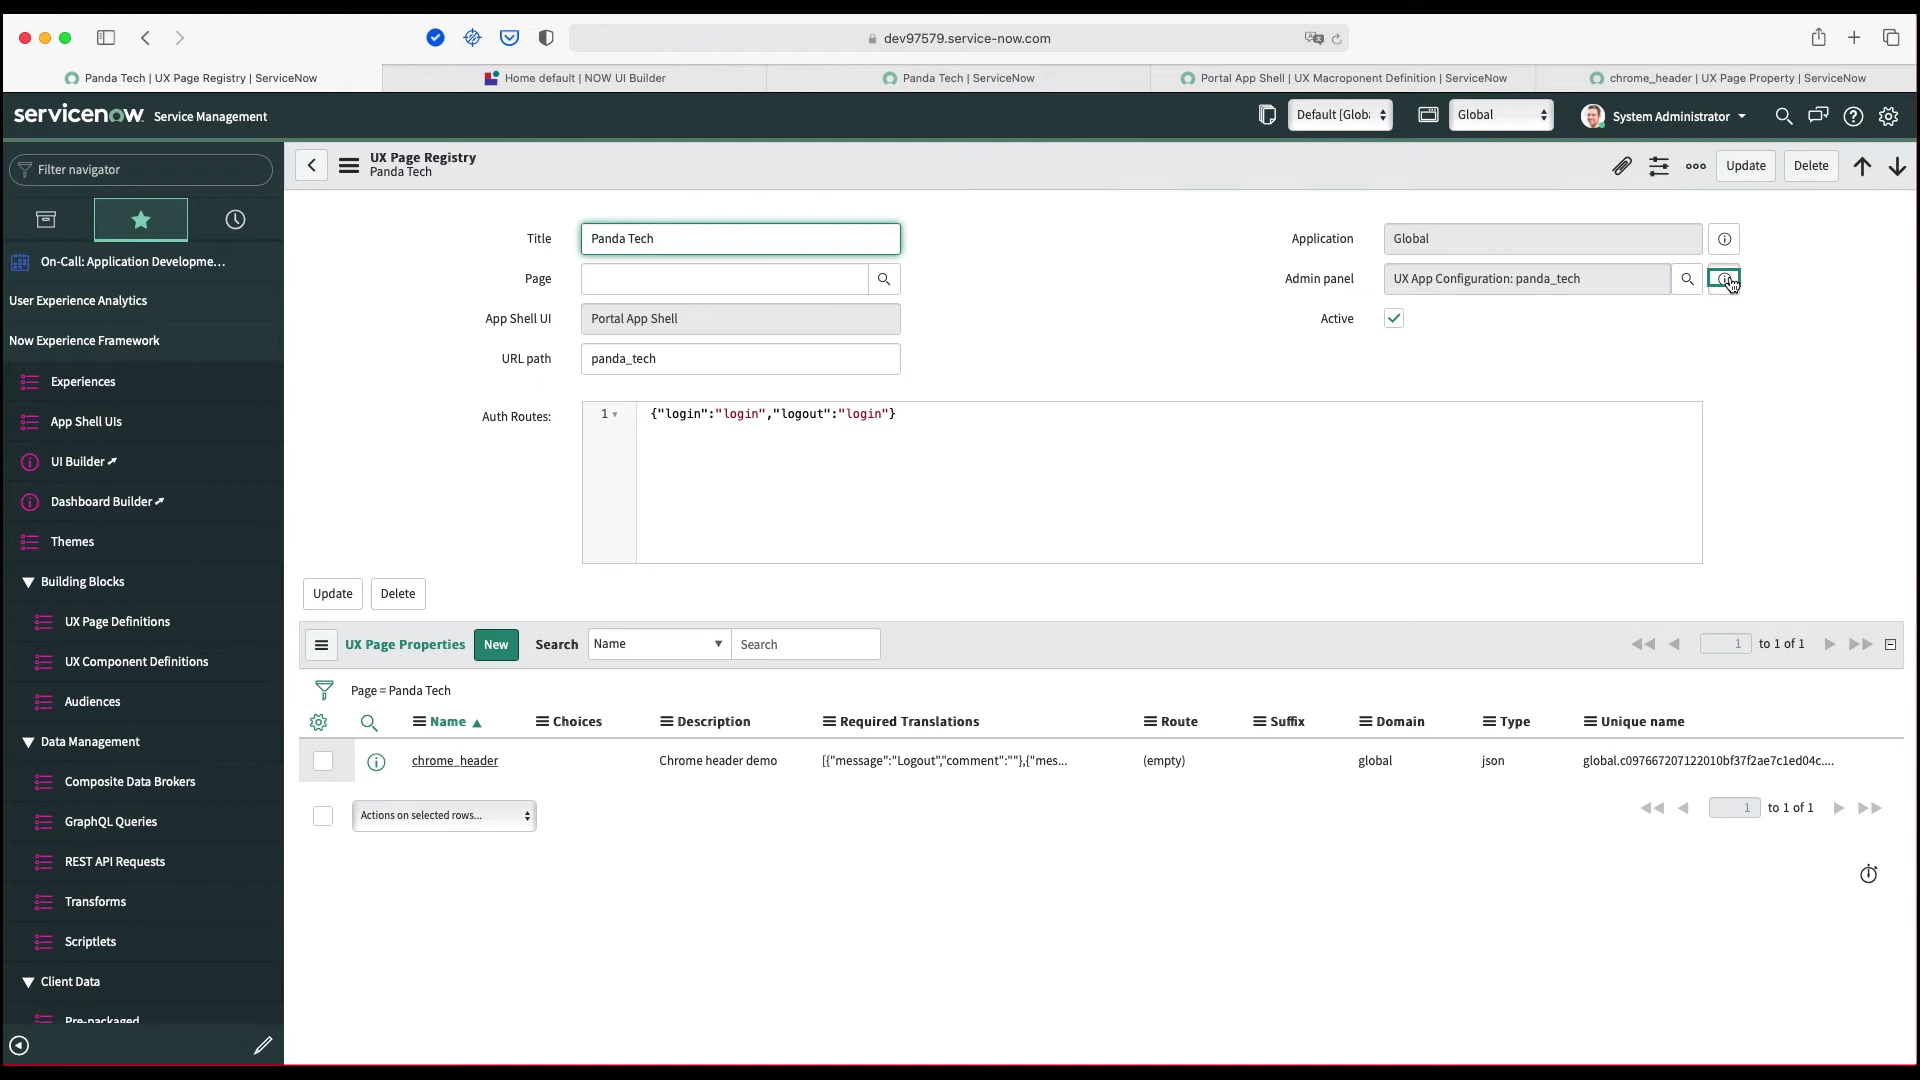 dev97579.service-now.com
Panda Tech | UX Page Registry | ServiceNow
Home default | NOW UI Builder
Panda Tech | ServiceNow
Portal App Shell | UX Macroponent Definition | ServiceNow
chrome_header | UX Page Property | ServiceNow
servicenow Service Management
Default [Globa
Global
System Administrator
Filter navigator
On-Call: Application Developme...
User Experience Analytics
Now Experience Framework
Experiences
App Shell UIs
UI Builder
Dashboard Builder
Themes
Building Blocks
UX Page Definitions
UX Component Definitions
Audiences
Data Management
Composite Data Brokers
GraphQL Queries
REST API Requests
Transforms
Scriptlets
Client Data
Pre-packaged
UX Page Registry
Panda Tech
Update
Delete
Title
Panda Tech
Page
App Shell UI
Portal App Shell
URL path
panda_tech
Application
Global
Admin panel
UX App Configuration: panda_tech
Active
Auth Routes:
1
{"login":"login","logout":"login"}
Update
Delete
UX Page Properties
New
Search
Name
Search
1 to 1 of 1
Page = Panda Tech
Name Choices Description Required Translations Route Suffix Domain Type Unique name
chrome_header Chrome header demo [{"message":"Logout","comment":""},{"mes... (empty) global json global.c097667207122010bf37f2ae7c1ed04c....
Actions on selected rows...
1 to 1 of 1